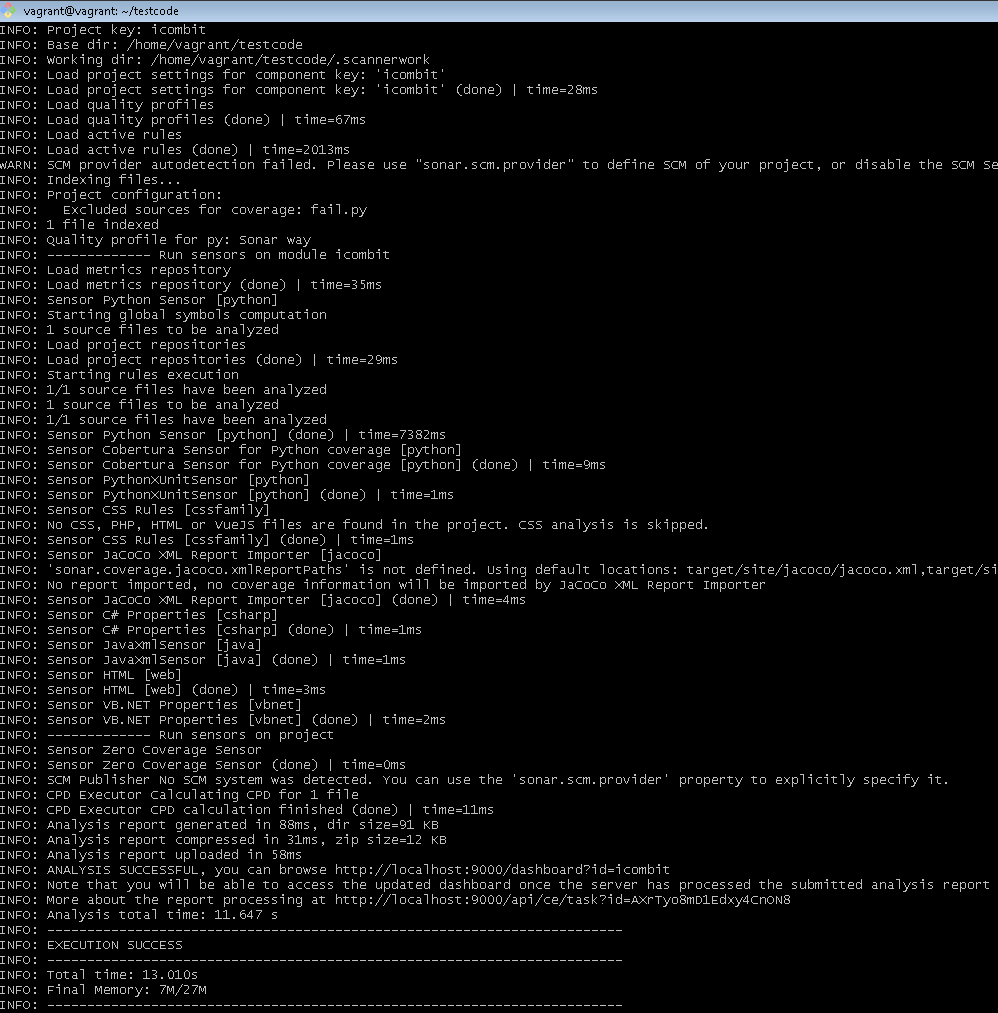 vagrant@vagrant: ~/testcode
INFO: Project key: icombit
INFO: Base dir: /home/vagrant/testcode
INFO: Working dir: /home/vagrant/testcode/.scannerwork
INFO: Load project settings for component key: 'icombit'
INFO: Load project settings for component key: 'icombit' (done) | time=28ms
INFO: Load quality profiles
INFO: Load quality profiles (done) | time=67ms
INFO: Load active rules
INFO: Load active rules (done) | time=2013ms
WARN: SCM provider autodetection failed. Please use "sonar.scm.provider" to define SCM of your project, or disable the SCM Se
INFO: Indexing files...
INFO: Project configuration:
INFO:   Excluded sources for coverage: fail.py
INFO: 1 file indexed
INFO: Quality profile for py: Sonar way
INFO: ------------- Run sensors on module icombit
INFO: Load metrics repository
INFO: Load metrics repository (done) | time=35ms
INFO: Sensor Python Sensor [python]
INFO: Starting global symbols computation
INFO: 1 source files to be analyzed
INFO: Load project repositories
INFO: Load project repositories (done) | time=29ms
INFO: Starting rules execution
INFO: 1/1 source files have been analyzed
INFO: 1 source files to be analyzed
INFO: 1/1 source files have been analyzed
INFO: Sensor Python Sensor [python] (done) | time=7382ms
INFO: Sensor Cobertura Sensor for Python coverage [python]
INFO: Sensor Cobertura Sensor for Python coverage [python] (done) | time=9ms
INFO: Sensor PythonXUnitSensor [python]
INFO: Sensor PythonXUnitSensor [python] (done) | time=1ms
INFO: Sensor CSS Rules [cssfamily]
INFO: No CSS, PHP, HTML or VueJS files are found in the project. CSS analysis is skipped.
INFO: Sensor CSS Rules [cssfamily] (done) | time=1ms
INFO: Sensor JaCoCo XML Report Importer [jacoco]
INFO: 'sonar.coverage.jacoco.xmlReportPaths' is not defined. Using default locations: target/site/jacoco/jacoco.xml,target/si
INFO: No report imported, no coverage information will be imported by JaCoCo XML Report Importer
INFO: Sensor JaCoCo XML Report Importer [jacoco] (done) | time=4ms
INFO: Sensor C# Properties [csharp]
INFO: Sensor C# Properties [csharp] (done) | time=1ms
INFO: Sensor JavaXmlSensor [java]
INFO: Sensor JavaXmlSensor [java] (done) | time=1ms
INFO: Sensor HTML [web]
INFO: Sensor HTML [web] (done) | time=3ms
INFO: Sensor VB.NET Properties [vbnet]
INFO: Sensor VB.NET Properties [vbnet] (done) | time=2ms
INFO: ------------- Run sensors on project
INFO: Sensor Zero Coverage Sensor
INFO: Sensor Zero Coverage Sensor (done) | time=0ms
INFO: SCM Publisher No SCM system was detected. You can use the 'sonar.scm.provider' property to explicitly specify it.
INFO: CPD Executor Calculating CPD for 1 file
INFO: CPD Executor CPD calculation finished (done) | time=11ms
INFO: Analysis report generated in 88ms, dir size=91 KB
INFO: Analysis report compressed in 31ms, zip size=12 KB
INFO: Analysis report uploaded in 58ms
INFO: ANALYSIS SUCCESSFUL, you can browse http://localhost:9000/dashboard?id=icombit
INFO: Note that you will be able to access the updated dashboard once the server has processed the submitted analysis report
INFO: More about the report processing at http://localhost:9000/api/ce/task?id=AXrTyo8mD1Edxy4CnON8
INFO: Analysis total time: 11.647 s
INFO: ------------------------------------------------------------------------
INFO: EXECUTION SUCCESS
INFO: ------------------------------------------------------------------------
INFO: Total time: 13.010s
INFO: Final Memory: 7M/27M
INFO: ------------------------------------------------------------------------